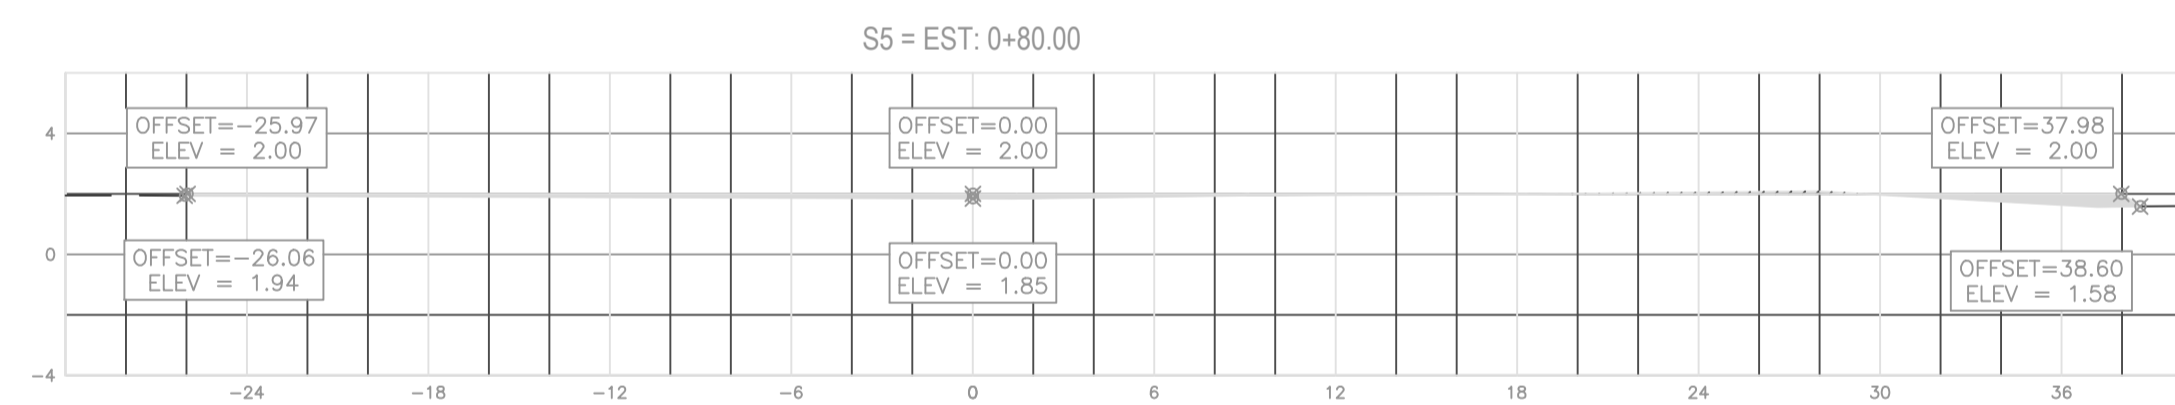 S5 = EST: 0+80.00
OFFSET=-25.97
ELEV = 2.00
OFFSET=0.00
ELEV = 2.00
OFFSET=37.98
ELEV = 2.00
4
0
-4
OFFSET=-26.06
ELEV = 1.94
OFFSET=0.00
ELEV = 1.85
OFFSET=38.60
ELEV = 1.58
-24 -18 -12 -6 0 6 12 18 24 30 36